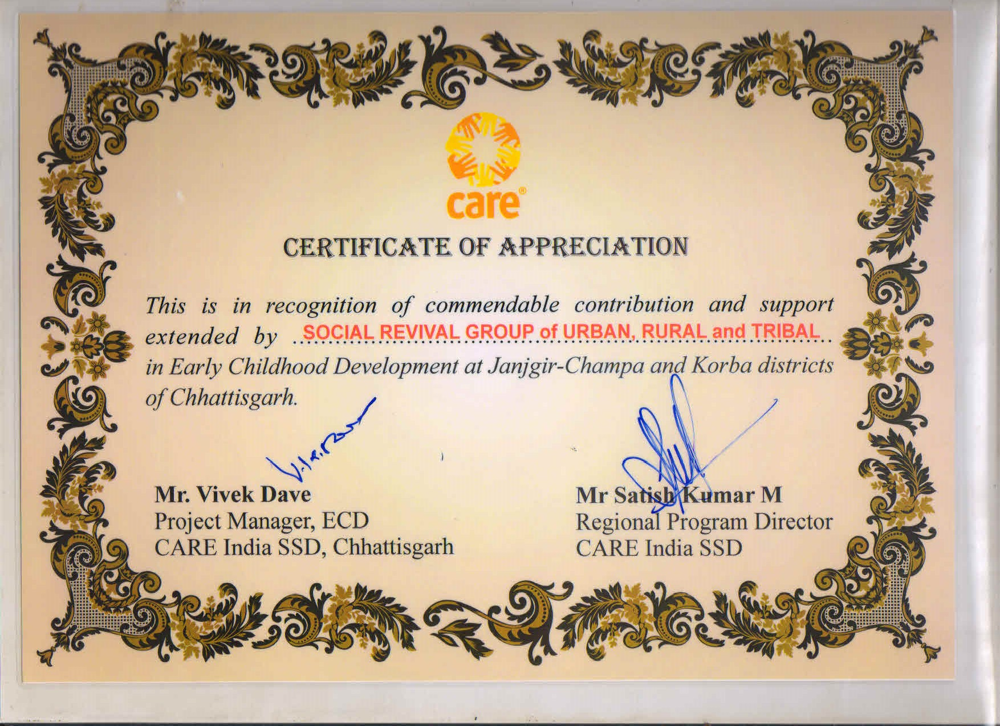 care®
CERTIFICATE OF APPRECIATION
This is in recognition of commendable contribution and support
extended by ..SOCIAL REVIVAL GROUP of URBAN, RURAL and TRIBAL..
in Early Childhood Development at Janjgir-Champa and Korba districts
of Chhattisgarh.
Mr. Vivek Dave
Project Manager, ECD
CARE India SSD, Chhattisgarh
Mr Satish Kumar M
Regional Program Director
CARE India SSD